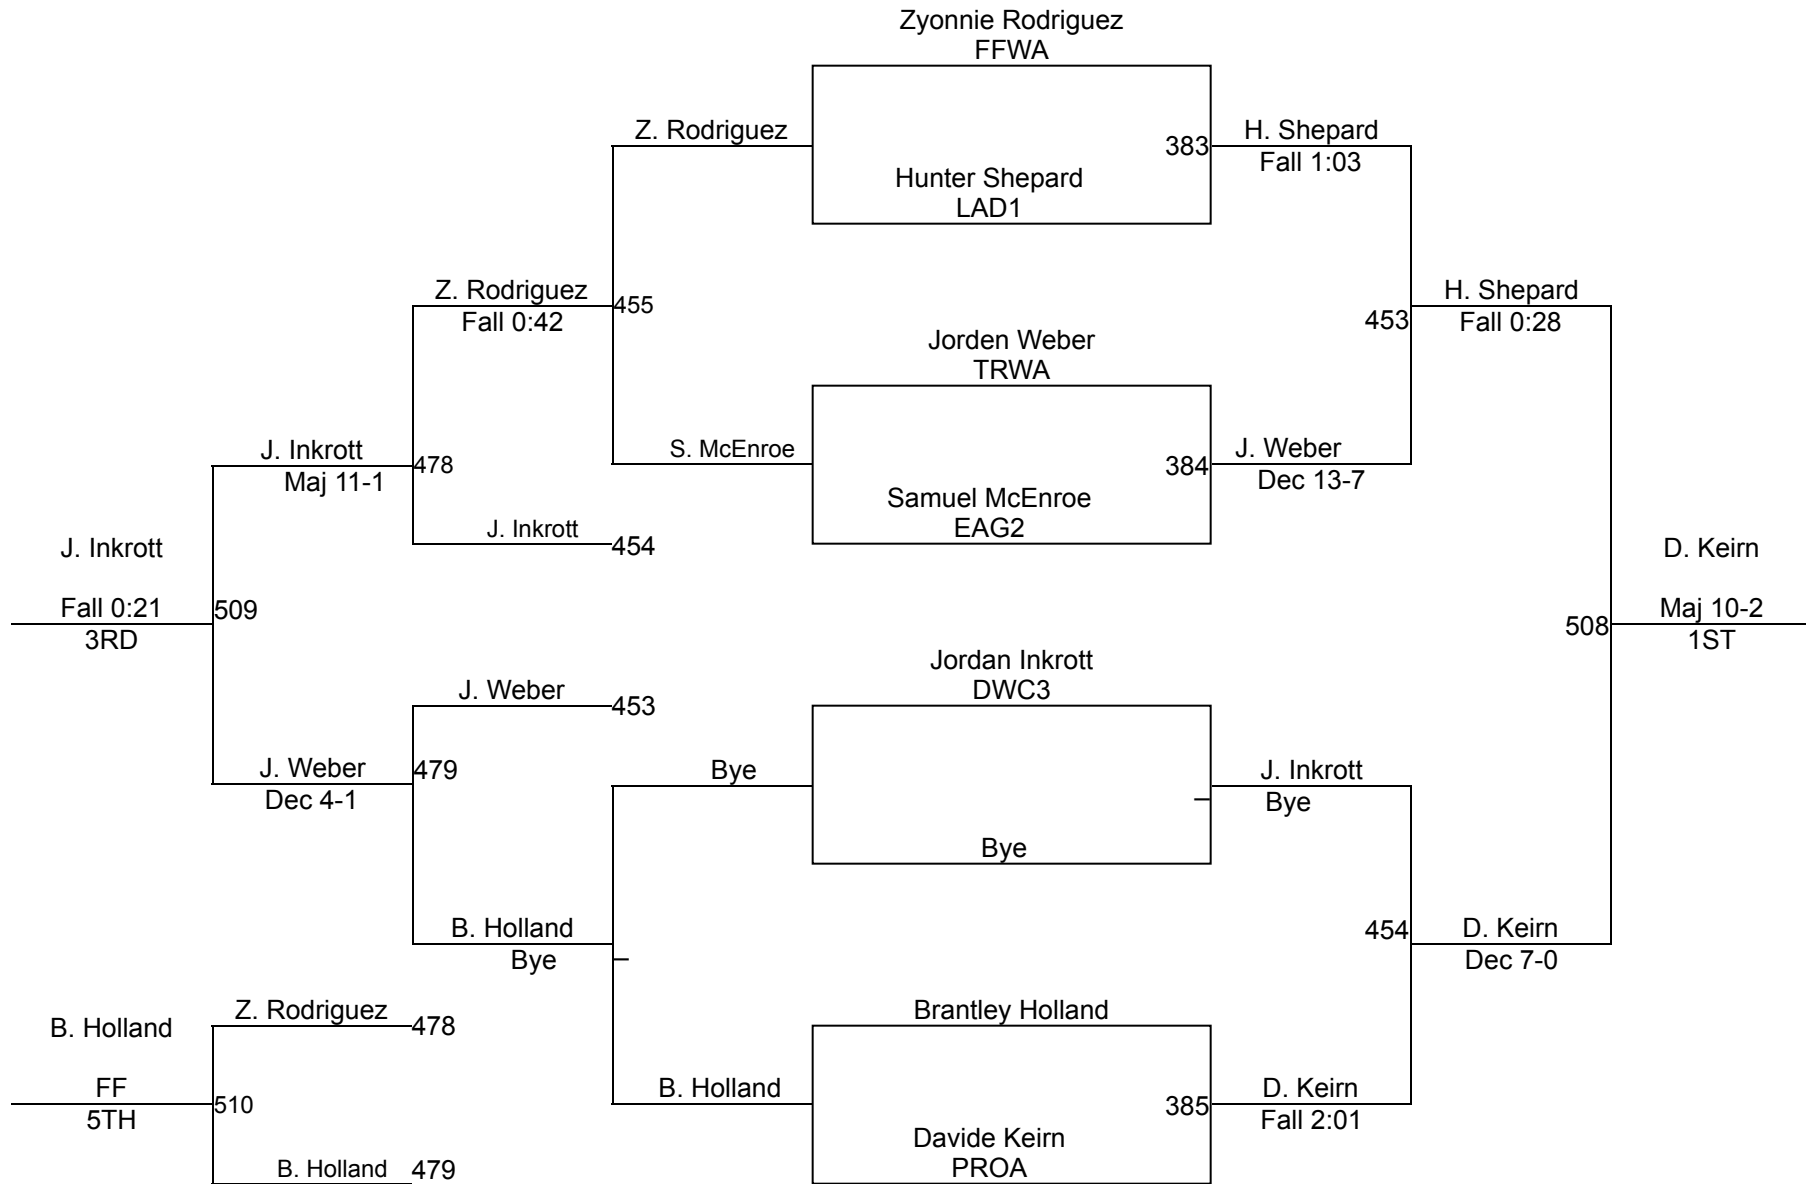 Zyonnie Rodriguez
FFWA
Z. Rodriguez
383
H. Shepard
Fall 1:03
Hunter Shepard
LAD1
Z. Rodriguez
Fall 0:42
455
453
H. Shepard
Fall 0:28
Jorden Weber
TRWA
J. Inkrott
Maj 11-1
478
S. McEnroe
384
J. Weber
Dec 13-7
Samuel McEnroe
EAG2
J. Inkrott
454
J. Inkrott
Fall 0:21
3RD
509
D. Keirn
Maj 10-2
1ST
508
Jordan Inkrott
DWC3
J. Weber
453
J. Weber
Dec 4-1
479
Bye
J. Inkrott
Bye
Bye
B. Holland
Bye
454
D. Keirn
Dec 7-0
Brantley Holland
Z. Rodriguez
478
B. Holland
FF
5TH
510
B. Holland
385
D. Keirn
Fall 2:01
Davide Keirn
PROA
B. Holland
479